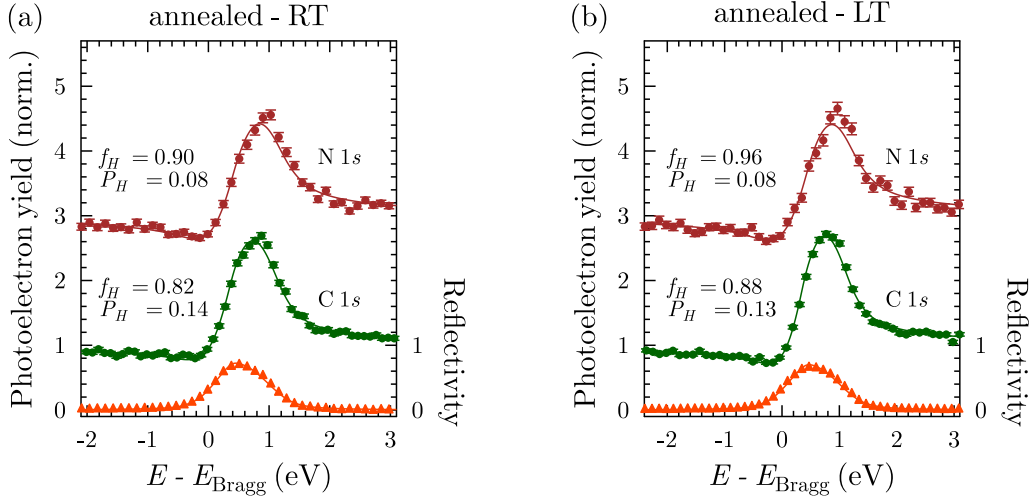 (a)
annealed - RT
Photoelectron yield (norm.)
5
4
3
2
1
0
f_H = 0.90
P_H = 0.08
N 1s
f_H = 0.82
P_H = 0.14
C 1s
1
0
Reflectivity
-2 -1 0 1 2 3
E - E_Bragg (eV)
(b)
annealed - LT
Photoelectron yield (norm.)
5
4
3
2
1
0
f_H = 0.96
P_H = 0.08
N 1s
f_H = 0.88
P_H = 0.13
C 1s
1
0
Reflectivity
-2 -1 0 1 2 3
E - E_Bragg (eV)